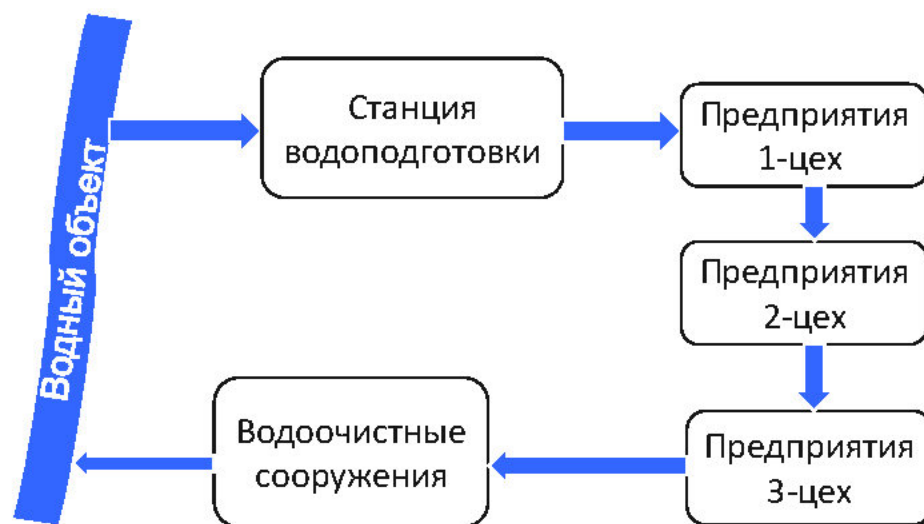 Водный объект
Станция
водоподготовки
Предприятия
1-цех
Предприятия
2-цех
Предприятия
3-цех
Водоочистные
сооружения